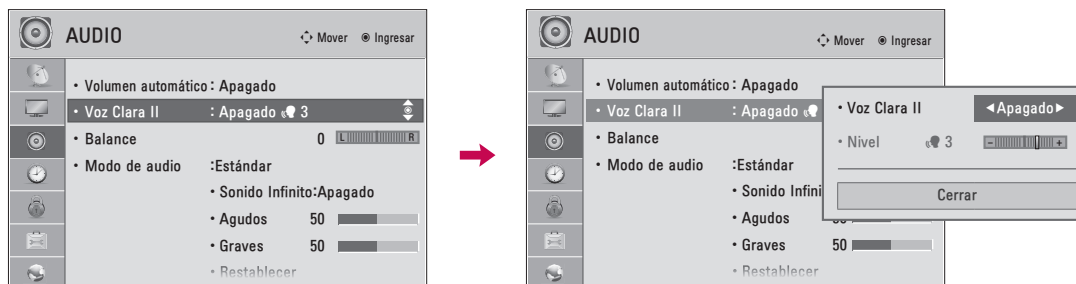 AUDIO
Mover
Ingresar
• Volumen automático : Apagado
• Voz Clara II : Apagado 3
• Balance 0 L R
• Modo de audio :Estándar
• Sonido Infinito:Apagado
• Agudos 50
• Graves 50
• Restablecer
AUDIO
Mover
Ingresar
• Volumen automático : Apagado
• Voz Clara II : Apagado
• Balance
• Modo de audio :Estándar
• Sonido Infini
• Agudos
• Graves 50
• Restablecer
• Voz Clara II ◄Apagado►
• Nivel 3 - +
Cerrar